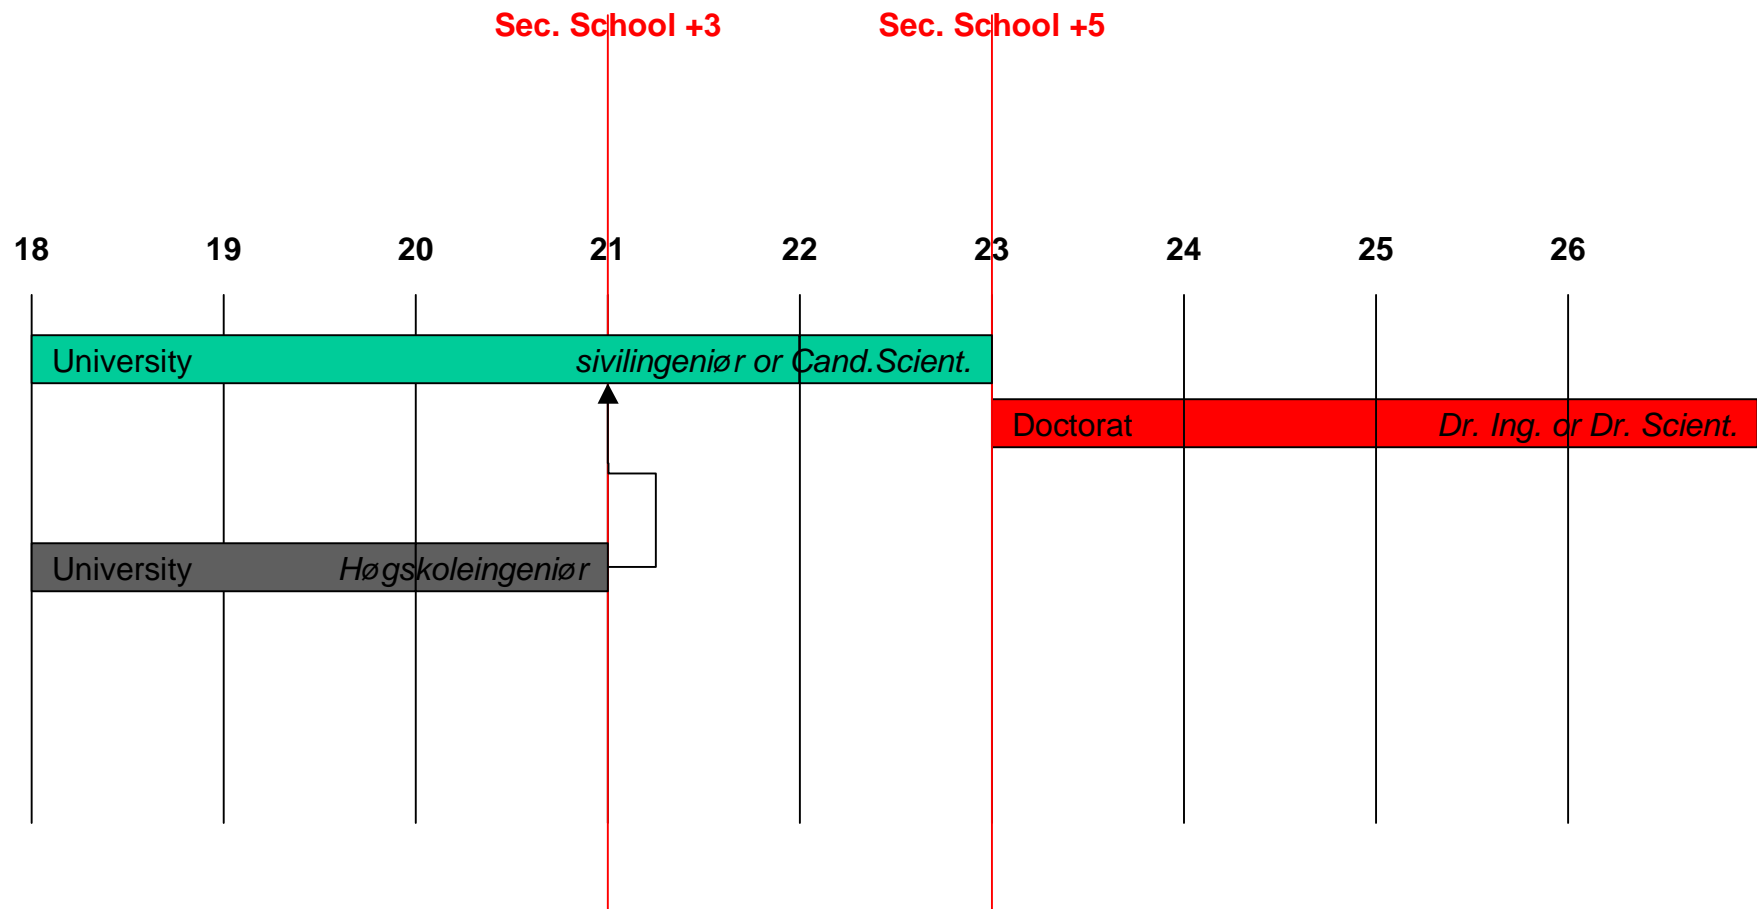 Sec. School +3 Sec. School +5
18 19 20 21 22 23 24 25 26
University sivilingeniør or Cand.Scient.
Doctorat Dr. Ing. or Dr. Scient.
University Høgskoleingeniør